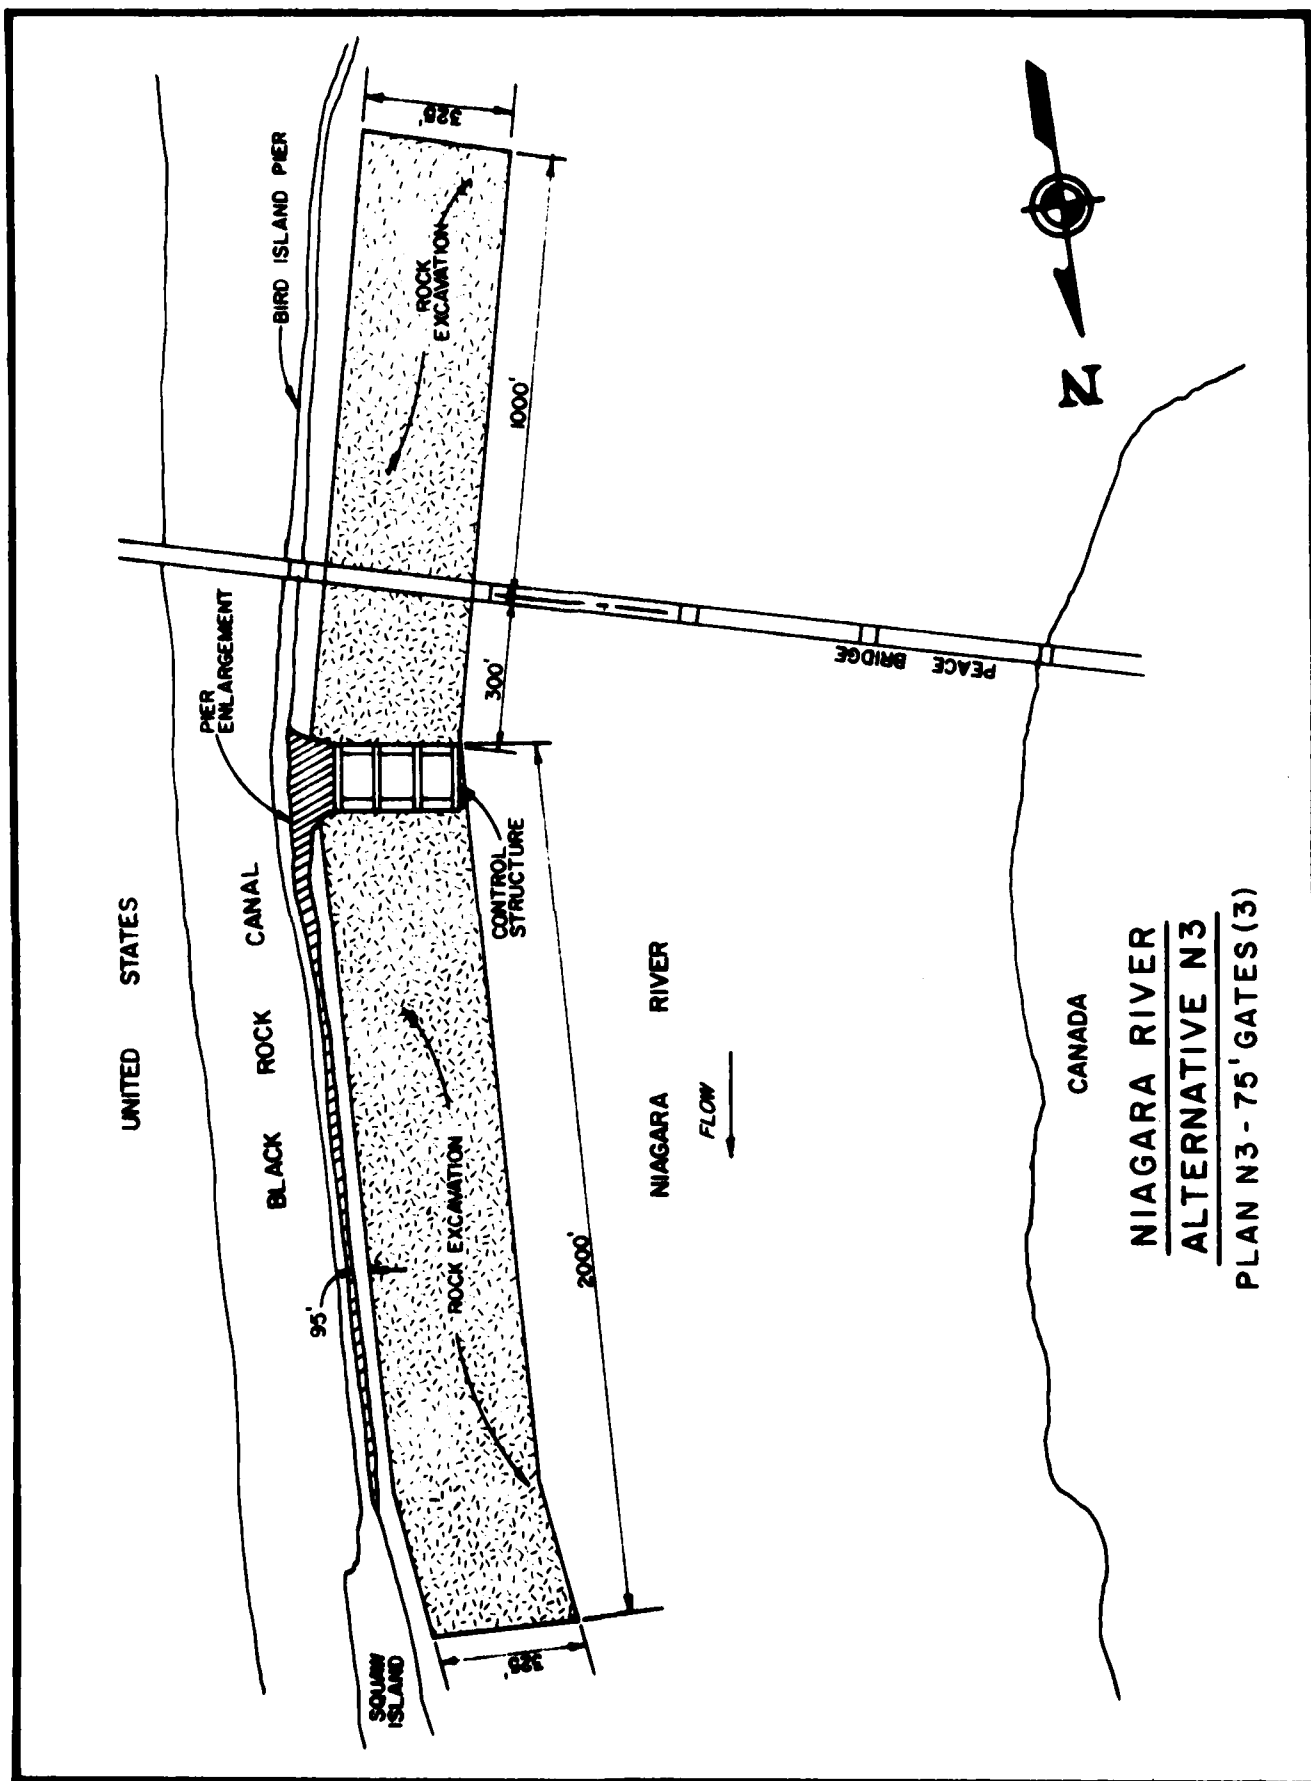 UNITED STATES
BIRD ISLAND PIER
328'
ROCK
EXCAVATION
1000'
PIER
ENLARGEMENT
300'
PEACE BRIDGE
BLACK ROCK CANAL
CONTROL
STRUCTURE
95'
ROCK EXCAVATION
2000'
NIAGARA RIVER
FLOW
SQUAW
ISLAND
328'
CANADA
N
NIAGARA RIVER
ALTERNATIVE N3
PLAN N3-75' GATES (3)